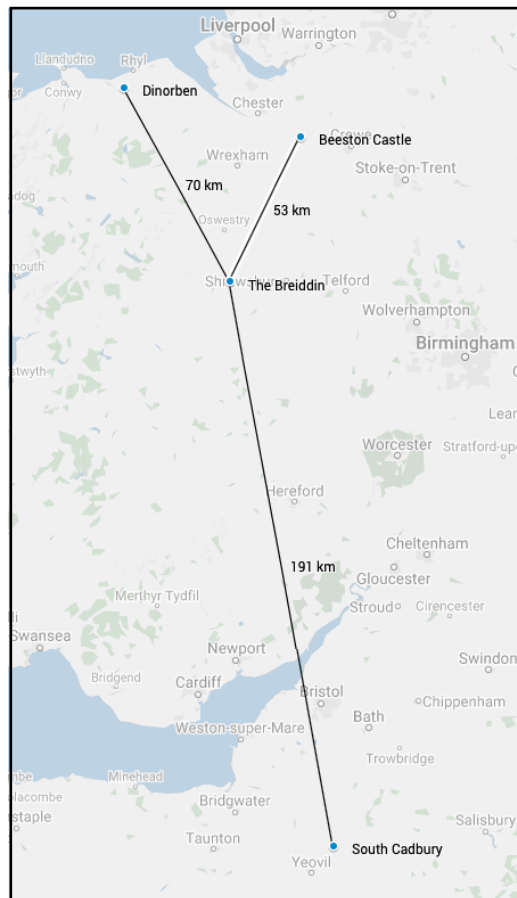 Liverpool
Warrington
Llandudno
Rhyl
Conwy
Dinorben
Chester
Beeston Castle
Wrexham
Stoke-on-Trent
70 km
53 km
Oswestry
The Breiddin
Telford
Wolverhampton
Birmingham
Worcester
Stratford-up
Hereford
Cheltenham
191 km
Gloucester
Merthyr Tydfil
Stroud
Cirencester
Swansea
Newport
Swindon
Bridgend
Cardiff
Bristol
Chippenham
Bath
Weston-super-Mare
Trowbridge
Minehead
Bridgwater
Salisbury
Taunton
South Cadbury
Yeovil